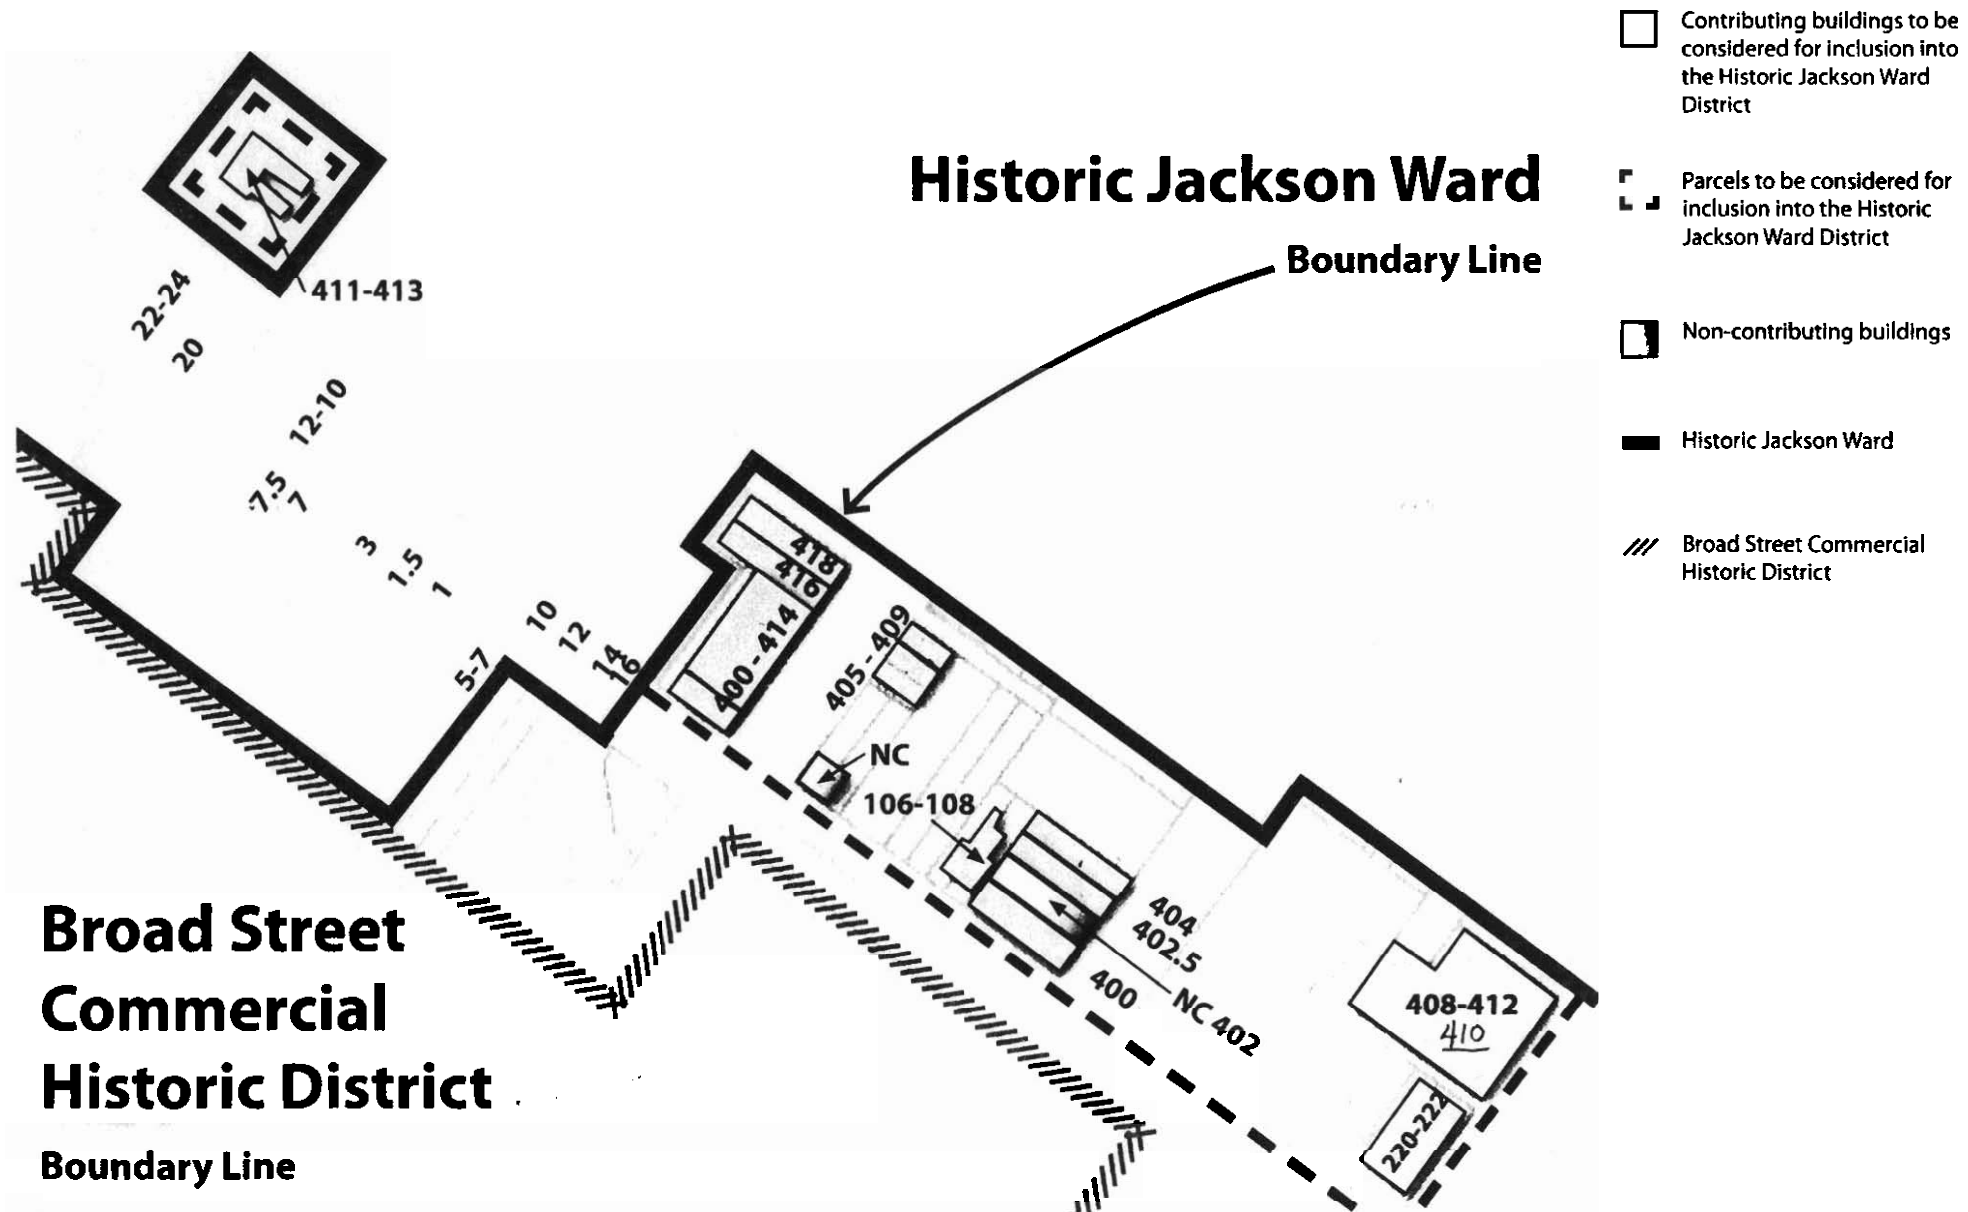 Contributing buildings to be
considered for inclusion into
the Historic Jackson Ward
District
Parcels to be considered for
inclusion into the Historic
Jackson Ward District
Non-contributing buildings
Historic Jackson Ward
Broad Street Commercial
Historic District
Historic Jackson Ward
Boundary Line
411-413
22-24
20
12-10
7.5
7
3
1.5
1
5-7
10
12
14
16
418
416
400 - 414
405 - 409
NC
106-108
404
402.5
400
NC 402
408-412
410
220-222
Broad Street
Commercial
Historic District
Boundary Line